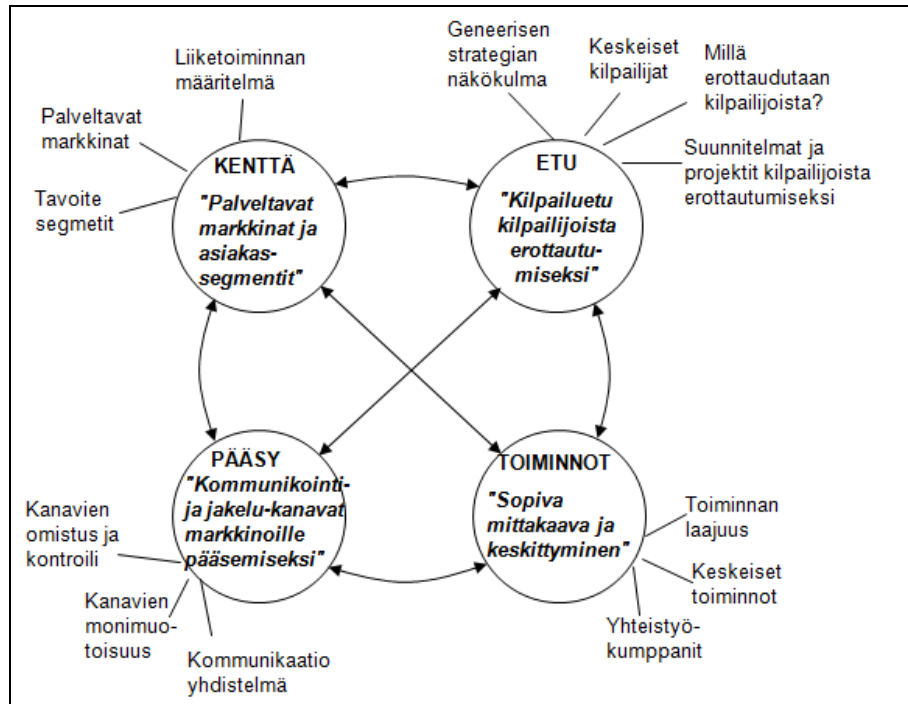 Liiketoiminnan
määritelmä
Palveltavat
markkinat
Tavoite
segmetit
KENTTÄ
"Palveltavat
markkinat ja
asiakas-
segmentit"
Geneerisen
strategian
näkökulma
Keskeiset
kilpailijat
Millä
erottaudutaan
kilpailijoista?
Suunnitelmat ja
projektit kilpailijoista
erottautumiseksi
ETU
"Kilpailuetu
kilpailijoista
erottautu-
miseksi"
PÄÄSY
"Kommunikointi-
ja jakelu-kanavat
markkinoille
pääsemiseksi"
Kanavien
omistus ja
kontroili
Kanavien
monimuo-
toisuus
Kommunikaatio
yhdistelmä
TOIMINNOT
"Sopiva
mittakaava ja
keskittyminen"
Toiminnan
laajuus
Keskeiset
toiminnot
Yhteistyö-
kumppanit